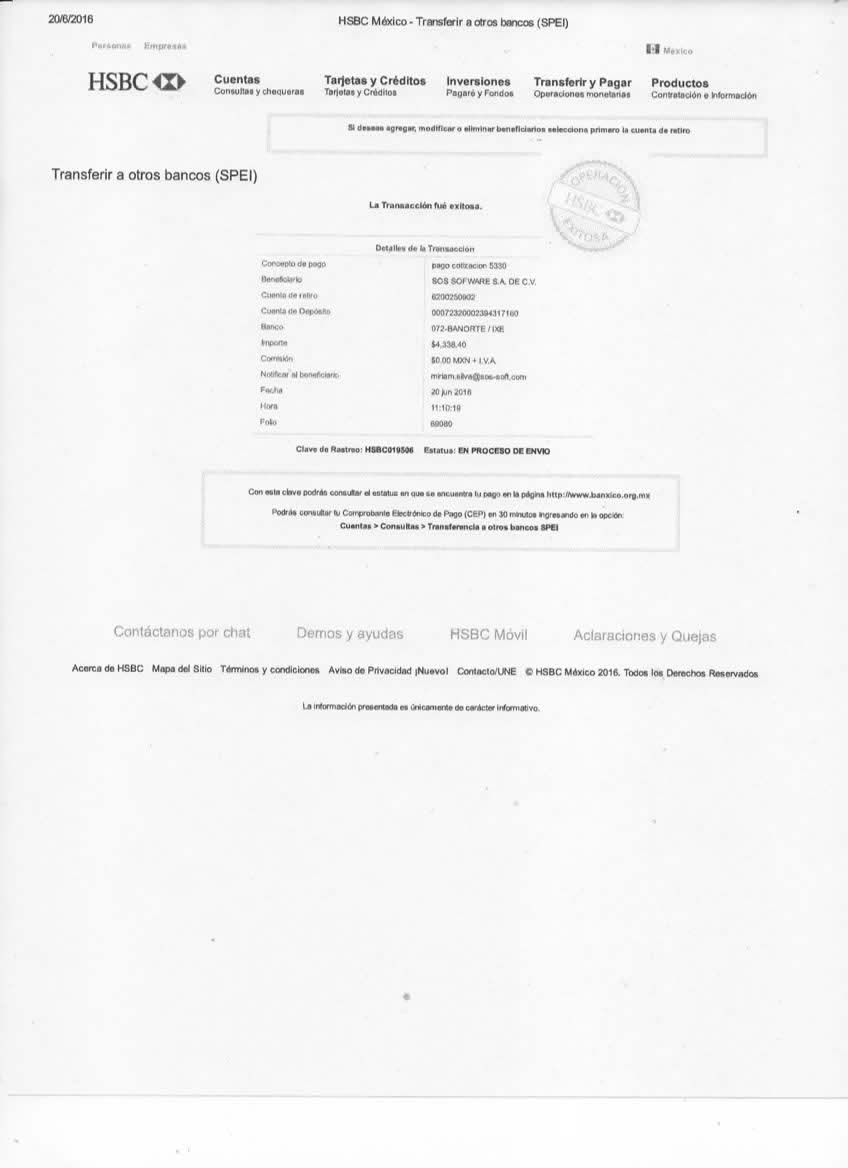 20/6/2016 HSBC México - Transferir a otros bancos (SPEI)
Personas Empresas México
HSBC
Cuentas Tarjetas y Créditos Inversiones Transferir y Pagar Productos
Consultas y chequeras Tarjetas y Créditos Pagaré y Fondos Operaciones monetarias Contratación e Información
Si deseas agregar, modificar o eliminar beneficiarios selecciona primero la cuenta de retiro
Transferir a otros bancos (SPEI)
OPERACIÓN
HSBC
EXITOSA
La Transacción fué exitosa.
Detalles de la Transacción
Concepto de pago pago cotizacion 5330
Beneficiario SOS SOFWARE S.A. DE C.V.
Cuenta de retiro 6200250902
Cuenta de Depósito 00072320002394317160
Banco 072-BANORTE / IXE
Importe $4,338.40
Comisión $0.00 MXN + I.V.A.
Notificar al beneficiario miriam.silva@sos-soft.com
Fecha 20 jun 2016
Hora 11:10:19
Folio 69080
Clave de Rastreo: HSBC019506 Estatus: EN PROCESO DE ENVIO
Con esta clave podrás consultar el estatus en que se encuentra tu pago en la página http://www.banxico.org.mx
Podrás consultar tu Comprobante Electrónico de Pago (CEP) en 30 minutos ingresando en la opción:
Cuentas > Consultas > Transferencia a otros bancos SPEI
Contáctanos por chat Demos y ayudas HSBC Móvil Aclaraciones y Quejas
Acerca de HSBC Mapa del Sitio Términos y condiciones Aviso de Privacidad ¡Nuevo! Contacto/UNE © HSBC México 2016. Todos los Derechos Reservados
La información presentada es únicamente de carácter informativo.